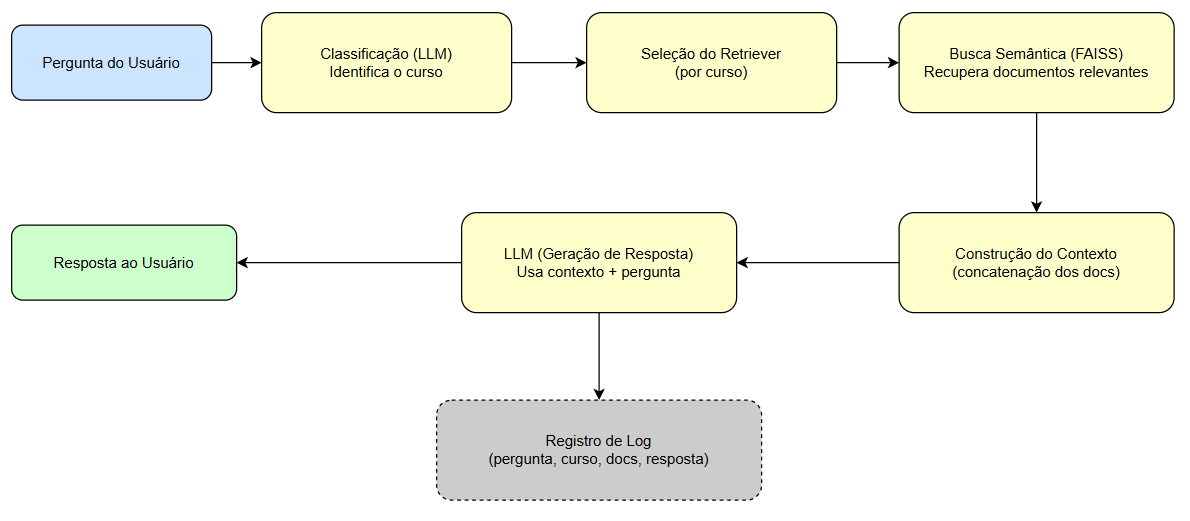 Pergunta do Usuário
Classificação (LLM)
Identifica o curso
Seleção do Retriever
(por curso)
Busca Semântica (FAISS)
Recupera documentos relevantes
Construção do Contexto
(concatenação dos docs)
LLM (Geração de Resposta)
Usa contexto + pergunta
Resposta ao Usuário
Registro de Log
(pergunta, curso, docs, resposta)